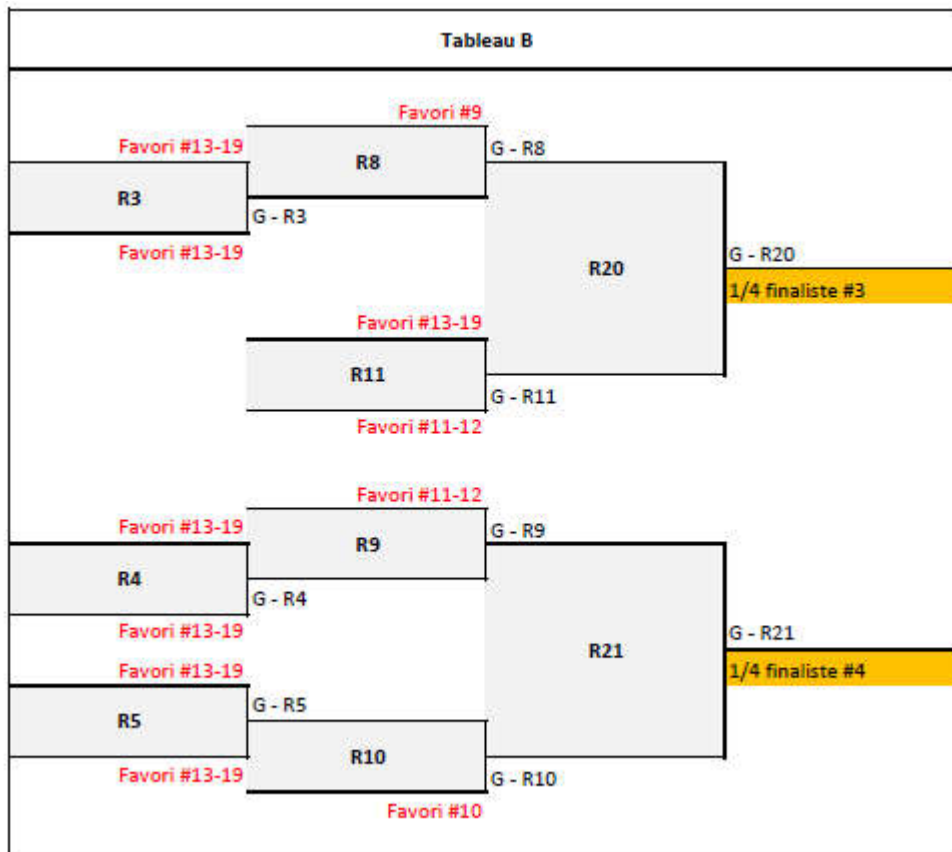 Tableau B
Favori #9
Favori #13-19
R8
G - R8
R3
G - R3
Favori #13-19
G - R20
R20
1/4 finaliste #3
Favori #13-19
R11
G - R11
Favori #11-12
Favori #11-12
Favori #13-19
R9
G - R9
R4
G - R4
Favori #13-19
G - R21
R21
1/4 finaliste #4
Favori #13-19
G - R5
R5
R10
Favori #13-19
G - R10
Favori #10